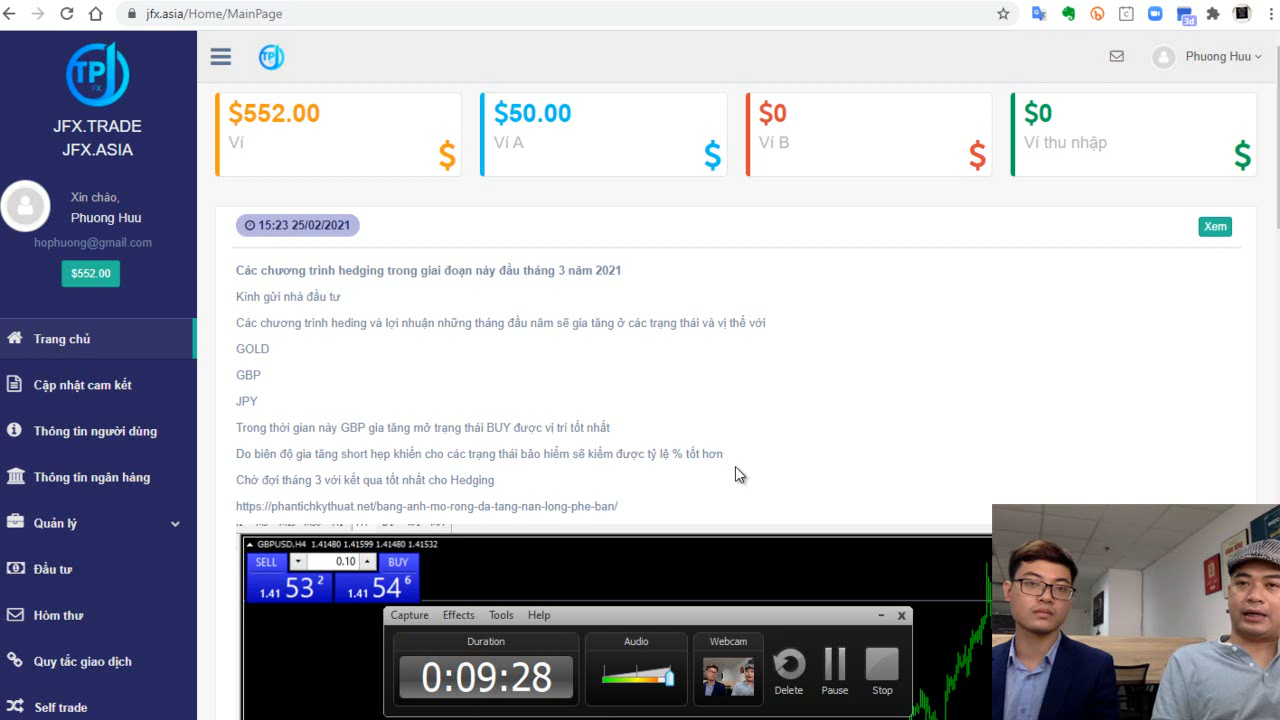 jfx.asia/Home/MainPage
3d
TP
FX
JFX.TRADE
JFX.ASIA
Xin chào,
Phuong Huu
hophuong@gmail.com
$552.00
Trang chủ
Cập nhật cam kết
Thông tin người dùng
Thông tin ngân hàng
Quản lý
Đầu tư
Hòm thư
Quy tắc giao dịch
Self trade
TP
Phuong Huu
$552.00
Ví
$
$50.00
Ví A
$
$0
Ví B
$
$0
Ví thu nhập
$
15:23 25/02/2021
Xem
Các chương trình hedging trong giai đoạn này đầu tháng 3 năm 2021
Kính gửi nhà đầu tư
Các chương trình heding và lợi nhuận những tháng đầu năm sẽ gia tăng ở các trạng thái và vị thế với
GOLD
GBP
JPY
Trong thời gian này GBP gia tăng mở trạng thái BUY được vị trí tốt nhất
Do biên độ gia tăng short hẹp khiến cho các trạng thái bảo hiểm sẽ kiếm được tỷ lệ % tốt hơn
Chờ đợi tháng 3 với kết quả tốt nhất cho Hedging
https://phantichkythuat.net/bang-anh-mo-rong-da-tang-nan-long-phe-ban/
GBPUSD,H4 1.41480 1.41599 1.41480 1.41532
SELL 0.10 BUY
1.41 53 2 1.41 54 6
Capture Effects Tools Help
Duration Audio Webcam
0:09:28
Delete Pause Stop